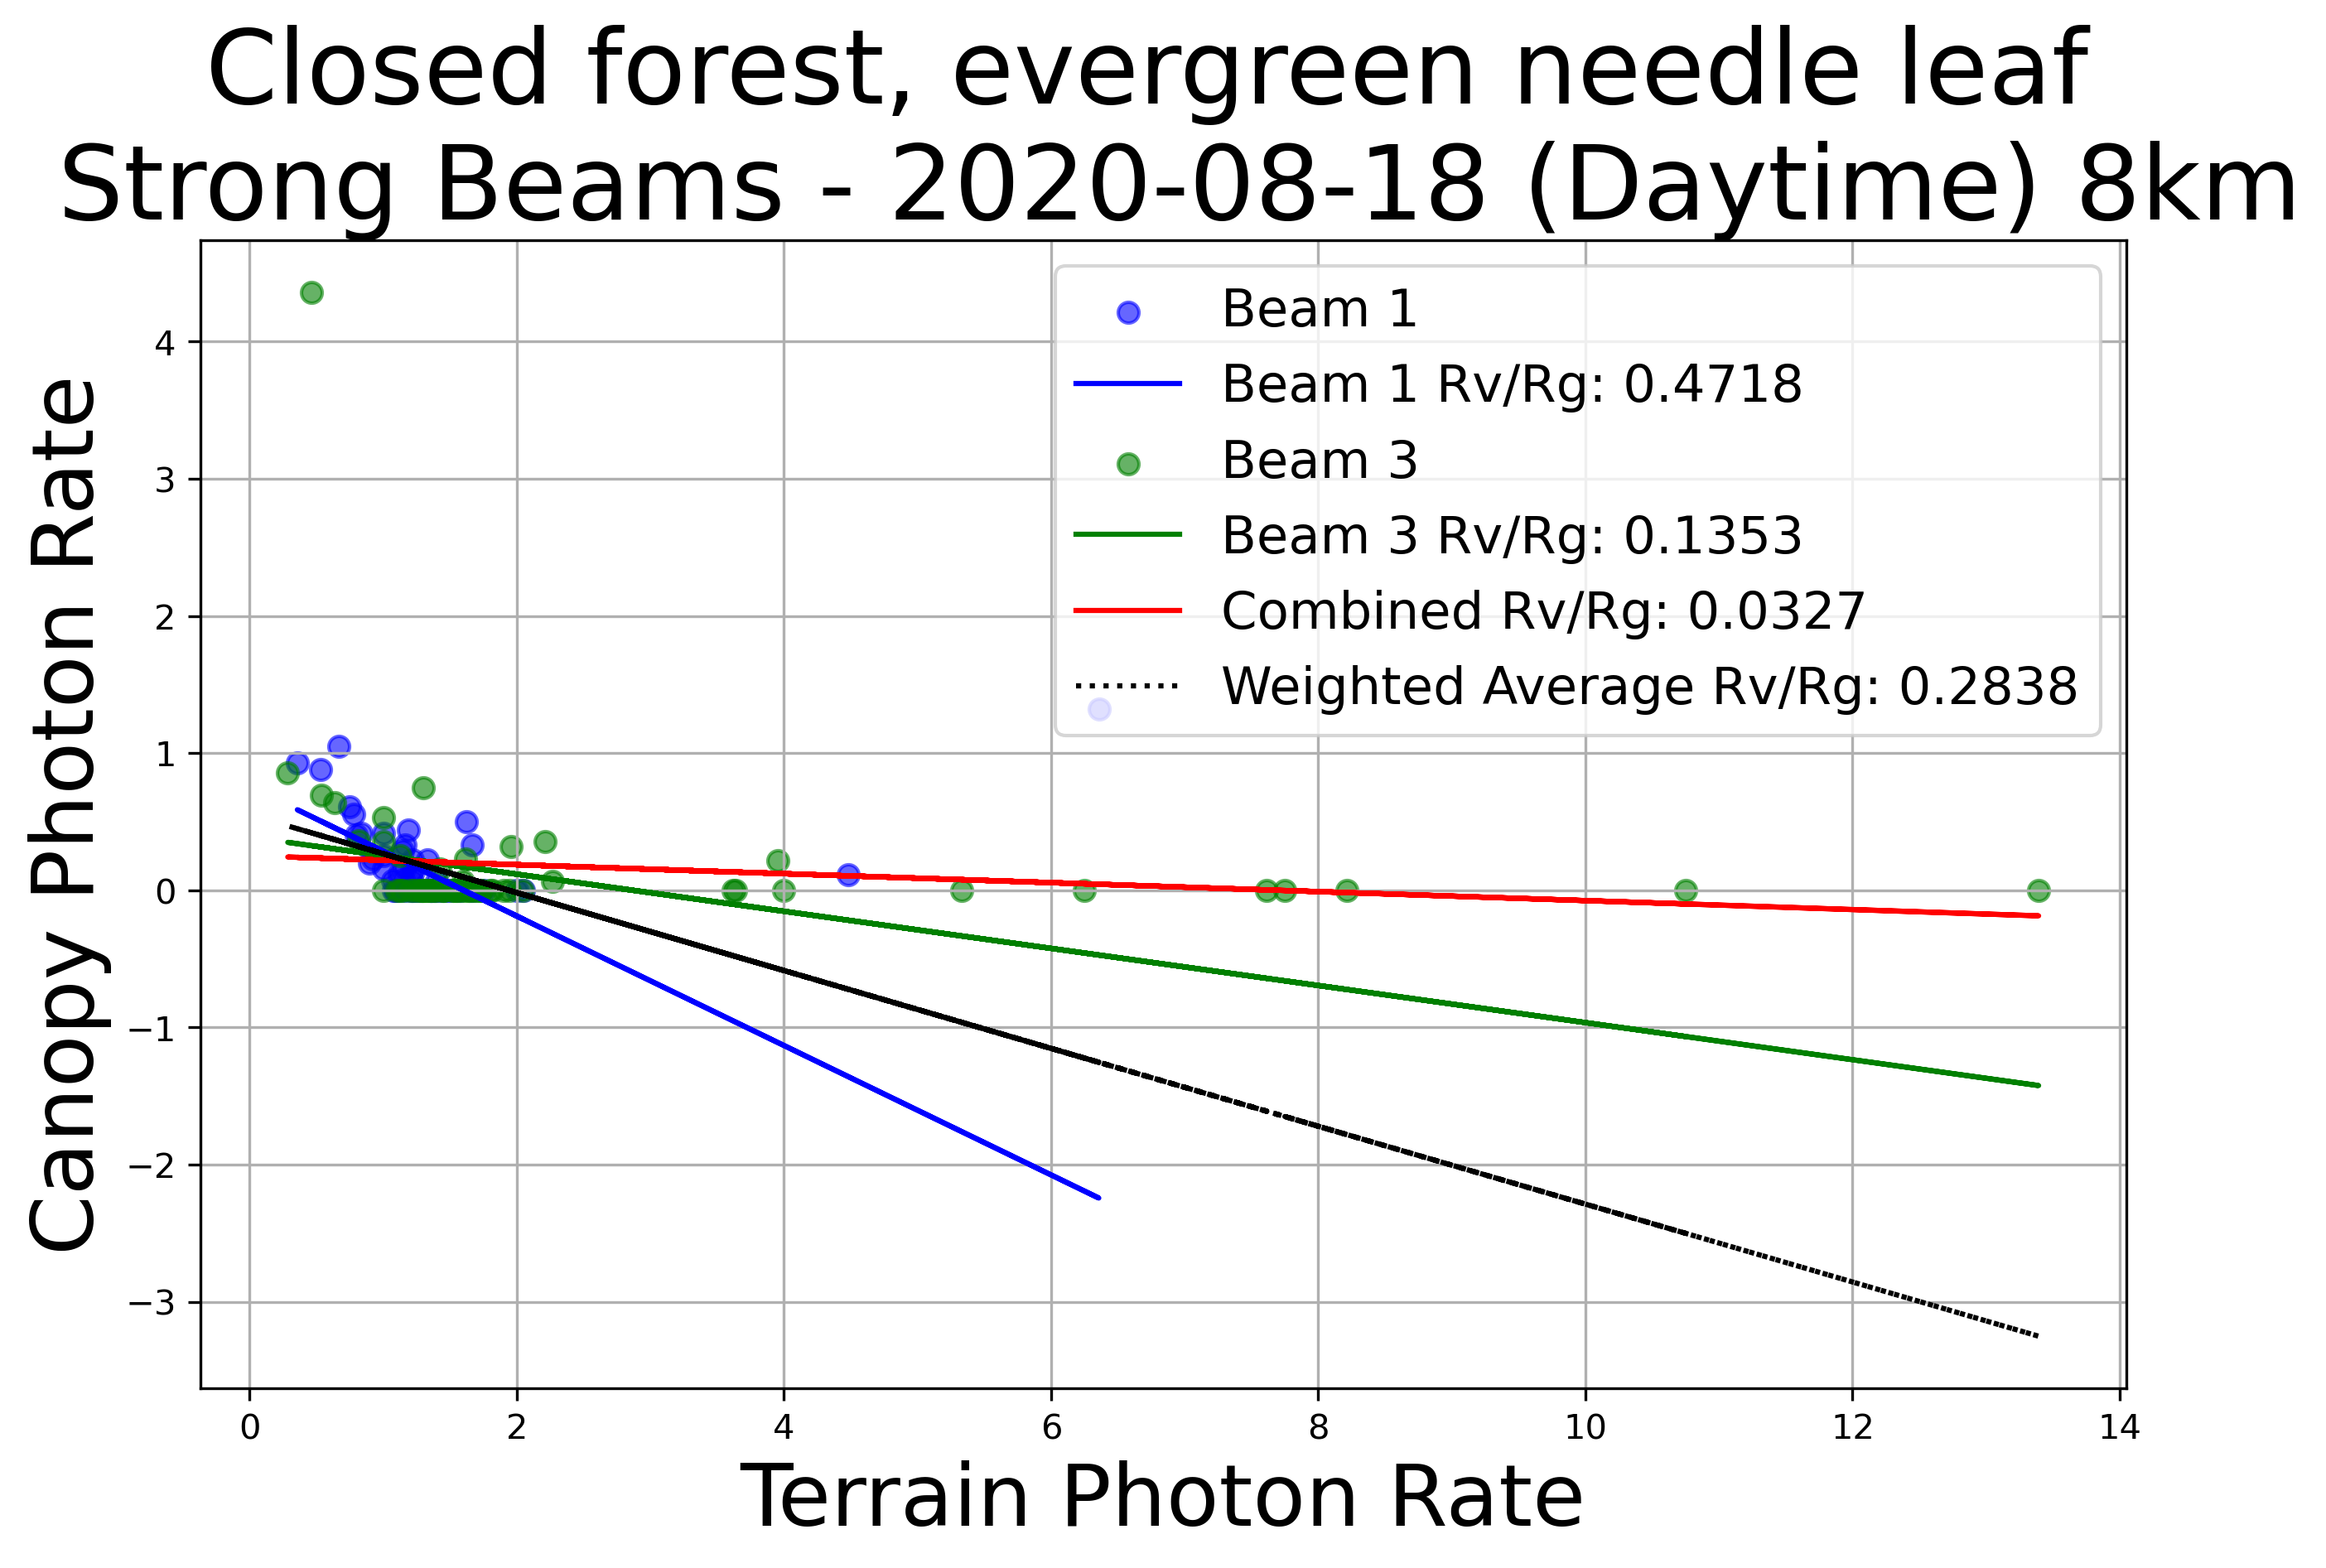 Closed forest, evergreen needle leaf
Strong Beams - 2020-08-18 (Daytime) 8km
Canopy Photon Rate
4
3
2
1
0
−1
−2
−3
Beam 1
Beam 1 Rv/Rg: 0.4718
Beam 3
Beam 3 Rv/Rg: 0.1353
Combined Rv/Rg: 0.0327
Weighted Average Rv/Rg: 0.2838
0 2 4 6 8 10 12 14
Terrain Photon Rate